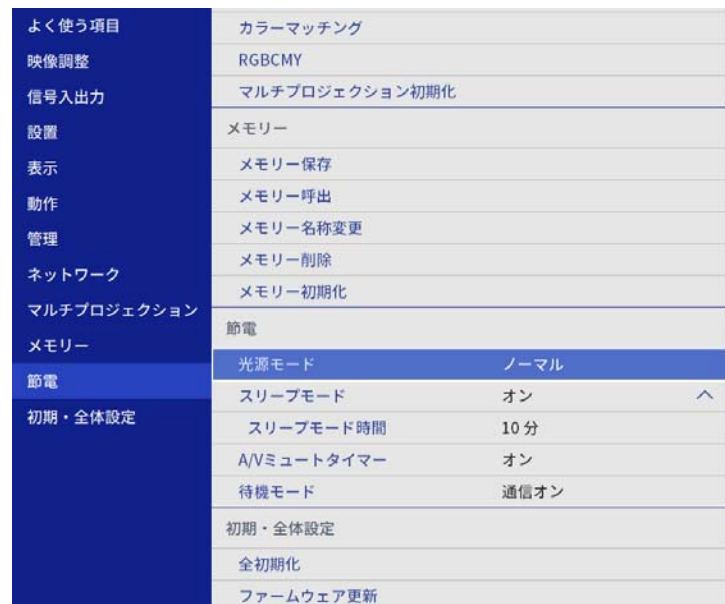 よく使う項目
映像調整
信号入出力
設置
表示
動作
管理
ネットワーク
マルチプロジェクション
メモリー
節電
初期・全体設定
カラーマッチング
RGBCMY
マルチプロジェクション初期化
メモリー
メモリー保存
メモリー呼出
メモリー名称変更
メモリー削除
メモリー初期化
節電
光源モード ノーマル
スリープモード オン
スリープモード時間 10 分
A/Vミュートタイマー オン
待機モード 通信オン
初期・全体設定
全初期化
ファームウェア更新